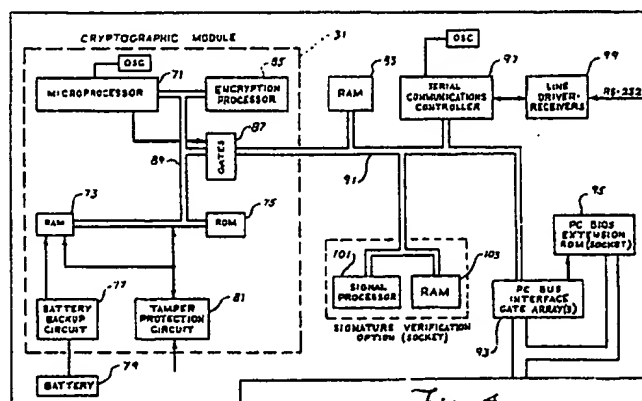 CRYPTOGRAPHIC MODULE
31
OSC
MICROPROCESSOR
71
ENCRYPTION
PROCESSOR
85
GATES
87
89
RAM
73
ROM
75
BATTERY
BACKUP
CIRCUIT
77
TAMPER
PROTECTION
CIRCUIT
81
BATTERY
79
RAM
OSC
SERIAL
COMMUNICATIONS
CONTROLLER
97
LINE
DRIVER-
RECEIVERS
99
RS-232
91
101
SIGNAL
PROCESSOR
RAM
103
SIGNATURE VERIFICATION
OPTION (SOCKET)
95
PC BIOS
EXTENSION
ROM (SOCKET)
PC BUS
INTERFACE
GATE ARRAY(S)
93